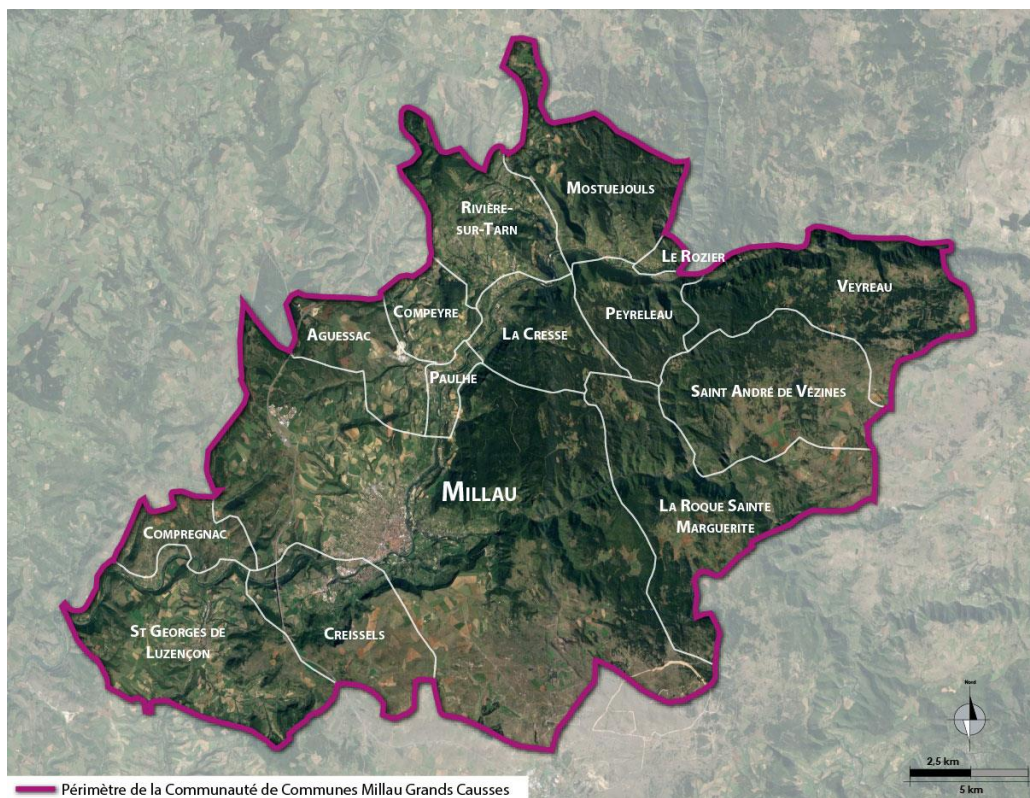 Mostuejouls
Rivière-
sur-Tarn
Le Rozier
Veyreau
Compeyre
Peyreleau
Aguessac
La Cresse
Paulhe
Saint André de Vézines
Millau
La Roque Sainte
Marguerite
Compregnac
St Georges de
Luzençon
Creissels
Nord
2,5 km
5 km
Périmètre de la Communauté de Communes Millau Grands Causses